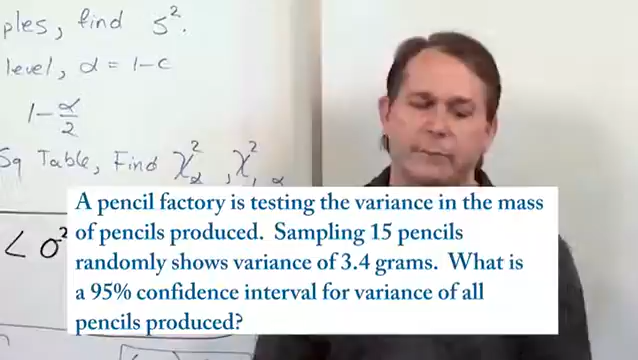 ples, find s².
level, α = 1-c
1 - α/2
Sq Table, Find χ²α , χ²1-α
< σ²
A pencil factory is testing the variance in the mass
of pencils produced. Sampling 15 pencils
randomly shows variance of 3.4 grams. What is
a 95% confidence interval for variance of all
pencils produced?